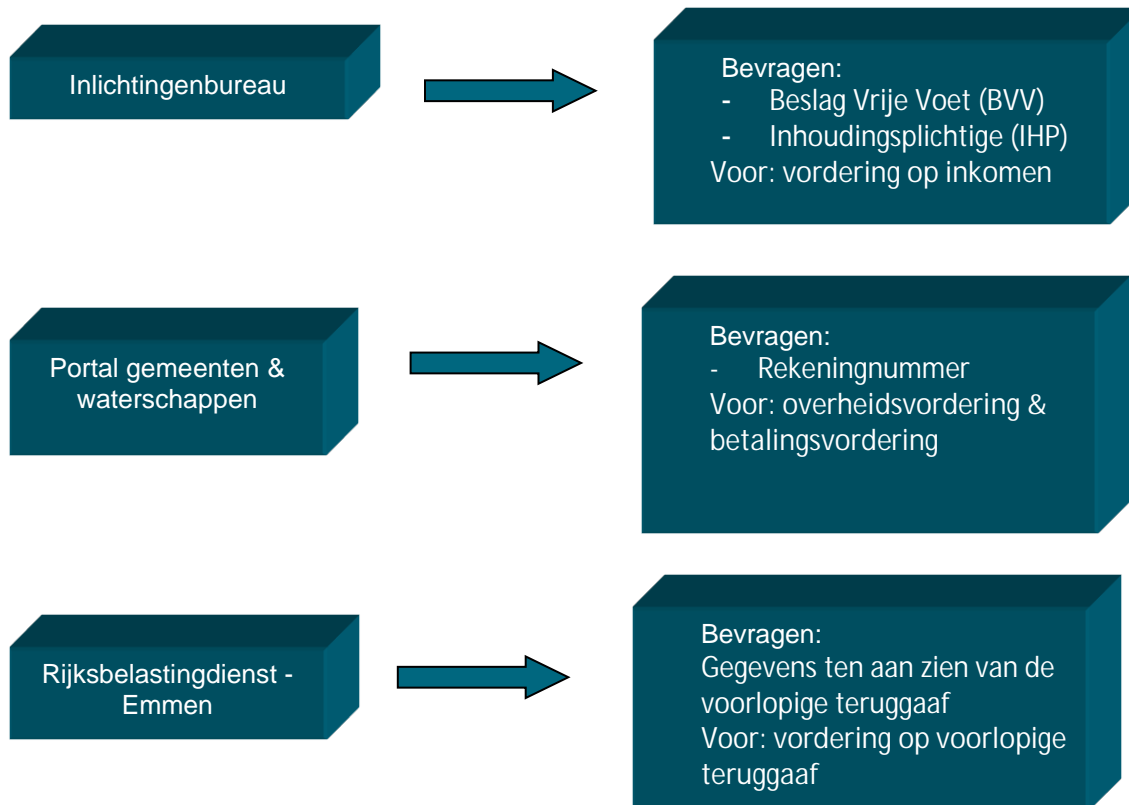 Inlichtingenbureau
Bevragen:
- Beslag Vrije Voet (BVV)
- Inhoudingsplichtige (IHP)
Voor: vordering op inkomen
Portal gemeenten &
waterschappen
Bevragen:
- Rekeningnummer
Voor: overheidsvordering &
betalingsvordering
Rijksbelastingdienst -
Emmen
Bevragen:
Gegevens ten aan zien van de
voorlopige teruggaaf
Voor: vordering op voorlopige
teruggaaf